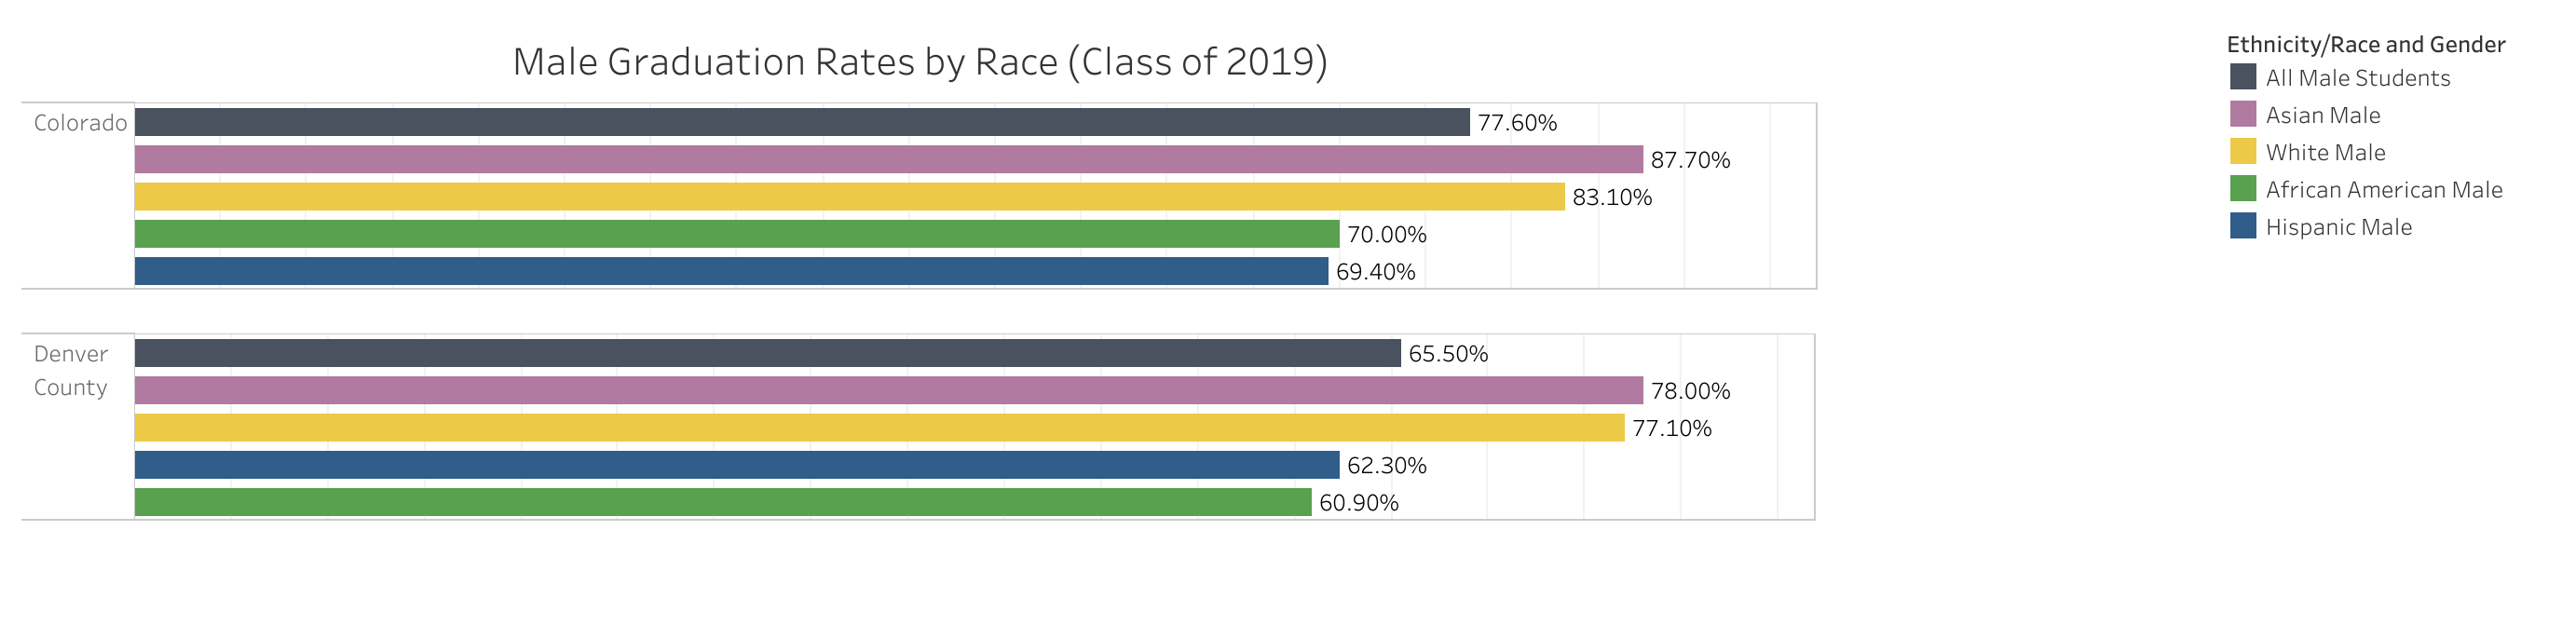 Male Graduation Rates by Race (Class of 2019)
Colorado
77.60%
87.70%
83.10%
70.00%
69.40%
Denver
County
65.50%
78.00%
77.10%
62.30%
60.90%
Ethnicity/Race and Gender
All Male Students
Asian Male
White Male
African American Male
Hispanic Male